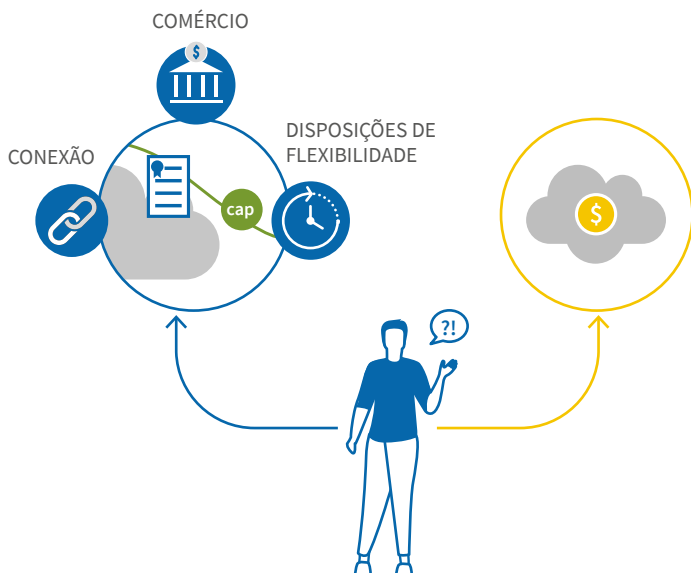 COMÉRCIO
$
DISPOSIÇÕES DE
FLEXIBILIDADE
CONEXÃO
cap
$
?!